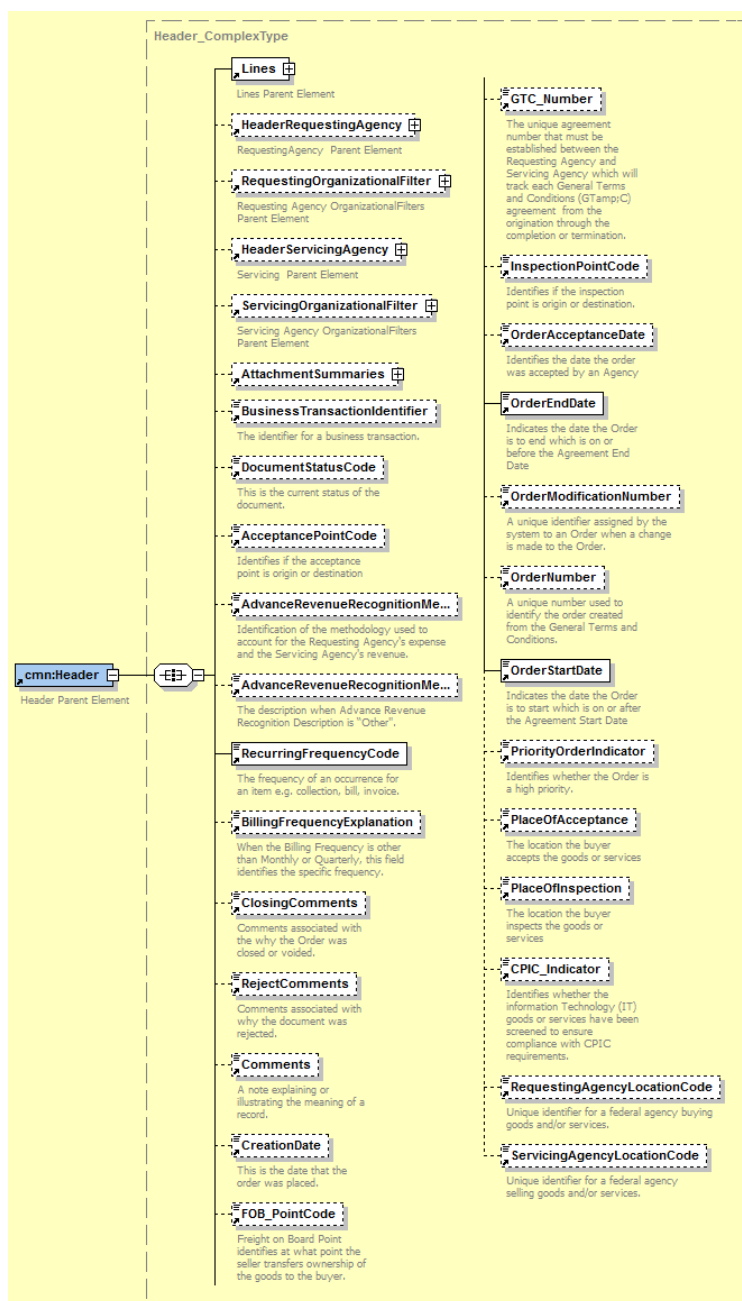 Header_ComplexType
Lines
Lines Parent Element
HeaderRequestingAgency
RequestingAgency Parent Element
RequestingOrganizationalFilter
Requesting Agency OrganizationalFilters
Parent Element
HeaderServicingAgency
Servicing Parent Element
ServicingOrganizationalFilter
Servicing Agency OrganizationalFilters
Parent Element
AttachmentSummaries
BusinessTransactionIdentifier
The identifier for a business transaction.
DocumentStatusCode
This is the current status of the
document.
AcceptancePointCode
Identifies if the acceptance
point is origin or destination
AdvanceRevenueRecognitionMe...
Identification of the methodology used to
account for the Requesting Agency's expense
and the Servicing Agency's revenue.
cmn:Header
Header Parent Element
AdvanceRevenueRecognitionMe...
The description when Advance Revenue
Recognition Description is "Other".
RecurringFrequencyCode
The frequency of an occurrence for
an item e.g. collection, bill, invoice.
BillingFrequencyExplanation
When the Billing Frequency is other
than Monthly or Quarterly, this field
identifies the specific frequency.
ClosingComments
Comments associated with
the why the Order was
closed or voided.
RejectComments
Comments associated with
why the document was
rejected.
Comments
A note explaining or
illustrating the meaning of a
record.
CreationDate
This is the date that the
order was placed.
FOB_PointCode
Freight on Board Point
identifies at what point the
seller transfers ownership of
the goods to the buyer.
GTC_Number
The unique agreement
number that must be
established between the
Requesting Agency and
Servicing Agency which will
track each General Terms
and Conditions (GTamp;C)
agreement from the
origination through the
completion or termination.
InspectionPointCode
Identifies if the inspection
point is origin or destination.
OrderAcceptanceDate
Identifies the date the order
was accepted by an Agency
OrderEndDate
Indicates the date the Order
is to end which is on or
before the Agreement End
Date
OrderModificationNumber
A unique identifier assigned by the
system to an Order when a change
is made to the Order.
OrderNumber
A unique number used to
identify the order created
from the General Terms and
Conditions.
OrderStartDate
Indicates the date the Order
is to start which is on or after
the Agreement Start Date
PriorityOrderIndicator
Identifies whether the Order is
a high priority.
PlaceOfAcceptance
The location the buyer
accepts the goods or services
PlaceOfInspection
The location the buyer
inspects the goods or
services
CPIC_Indicator
Identifies whether the
information Technology (IT)
goods or services have been
screened to ensure
compliance with CPIC
requirements.
RequestingAgencyLocationCode
Unique identifier for a federal agency buying
goods and/or services.
ServicingAgencyLocationCode
Unique identifier for a federal agency
selling goods and/or services.